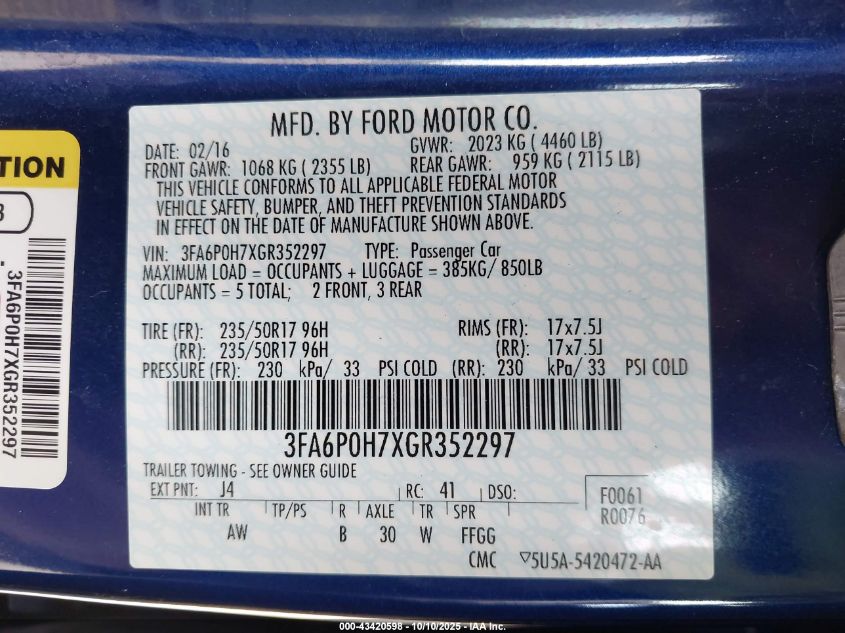 MFD. BY FORD MOTOR CO.
DATE: 02/16 GVWR: 2023 KG ( 4460 LB)
FRONT GAWR: 1068 KG ( 2355 LB) REAR GAWR: 959 KG ( 2115 LB)
THIS VEHICLE CONFORMS TO ALL APPLICABLE FEDERAL MOTOR
VEHICLE SAFETY, BUMPER, AND THEFT PREVENTION STANDARDS
IN EFFECT ON THE DATE OF MANUFACTURE SHOWN ABOVE.
VIN: 3FA6P0H7XGR352297 TYPE: Passenger Car
MAXIMUM LOAD = OCCUPANTS + LUGGAGE = 385KG/ 850LB
OCCUPANTS = 5 TOTAL; 2 FRONT, 3 REAR
TIRE (FR): 235/50R17 96H RIMS (FR): 17x7.5J
(RR): 235/50R17 96H (RR): 17x7.5J
PRESSURE (FR): 230 kPa/ 33 PSI COLD (RR): 230 kPa/ 33 PSI COLD
3FA6P0H7XGR352297
TRAILER TOWING - SEE OWNER GUIDE
EXT PNT: J4 RC: 41 DSO:
INT TR TP/PS R AXLE TR SPR
AW B 30 W FFGG
F0061
R0076
CMC ▽5U5A-5420472-AA
TION
3
3FA6P0H7XGR352297
000-43420598 - 10/10/2025 - IAA Inc.